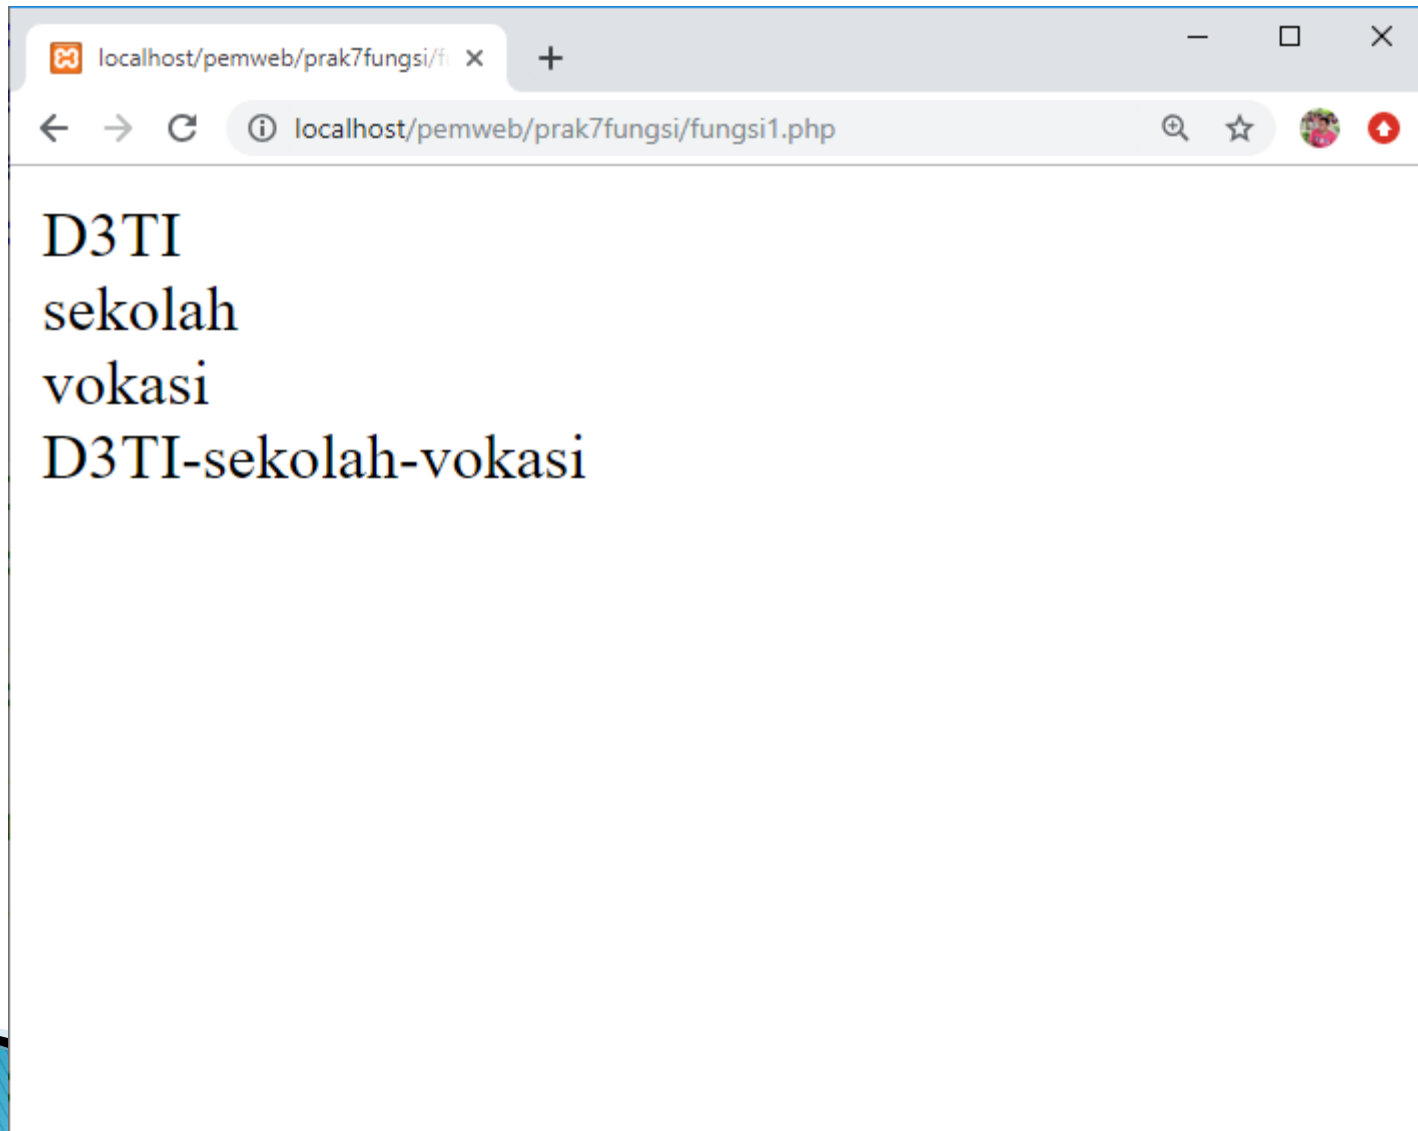 localhost/pemweb/prak7fungsi/f
localhost/pemweb/prak7fungsi/fungsi1.php
D3TI
sekolah
vokasi
D3TI-sekolah-vokasi